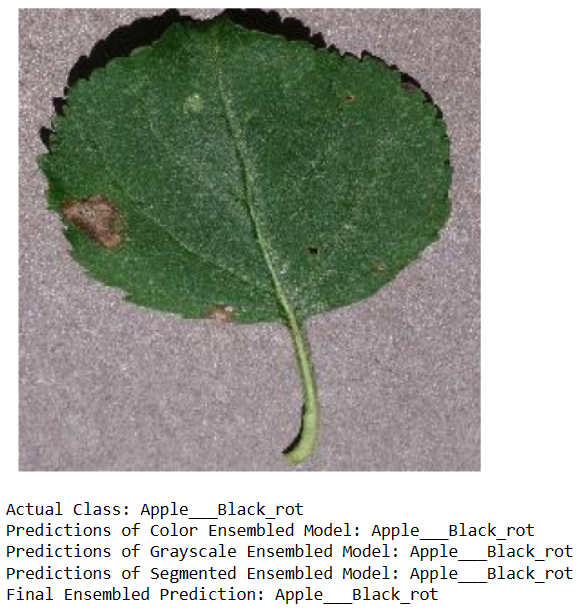 Actual Class: Apple___Black_rot
Predictions of Color Ensembled Model: Apple___Black_rot
Predictions of Grayscale Ensembled Model: Apple___Black_rot
Predictions of Segmented Ensembled Model: Apple___Black_rot
Final Ensembled Prediction: Apple___Black_rot